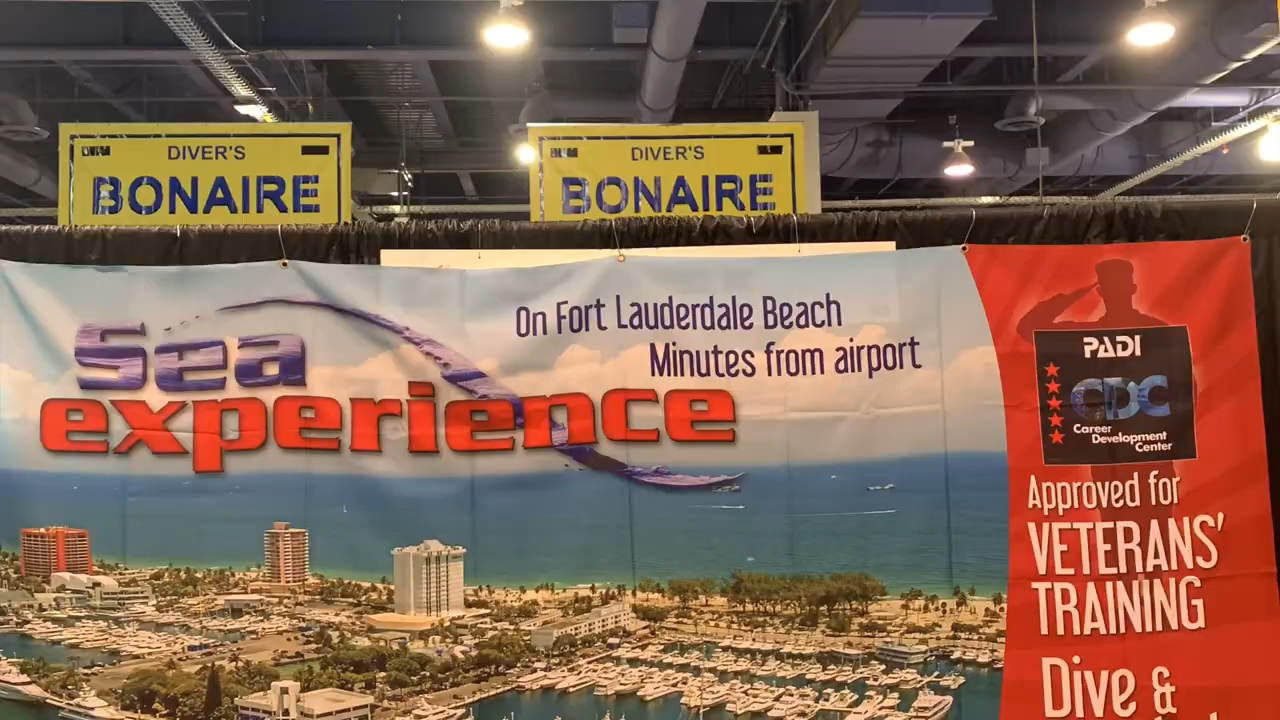 DIVER'S
BONAIRE
DIVER'S
BONAIRE
Sea
experience
On Fort Lauderdale Beach
Minutes from airport
PADI
CDC
Career
Development
Center
Approved for
VETERANS'
TRAINING
Dive &